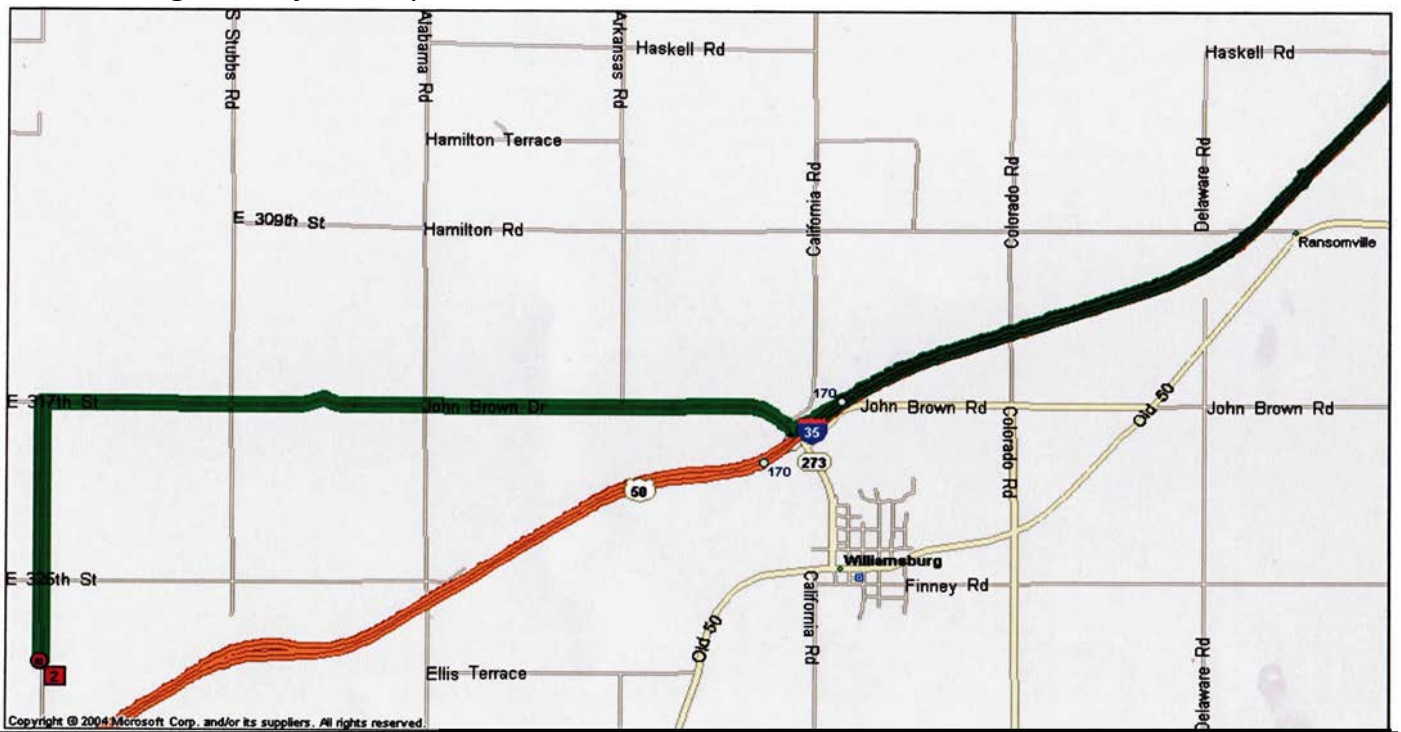 S Stubbs Rd
Alabama Rd
Arkansas Rd
Haskell Rd
Haskell Rd
Hamilton Terrace
California Rd
Colorado Rd
Delaware Rd
E 309th St
Hamilton Rd
Ransomville
E 317th St
John Brown Dr
170
John Brown Rd
Old 50
John Brown Rd
35
273
170
50
Colorado Rd
Williamsburg
E 325th St
Finney Rd
California Rd
Old 50
Delaware Rd
2
Ellis Terrace
Copyright © 2004 Microsoft Corp. and/or its suppliers. All rights reserved.